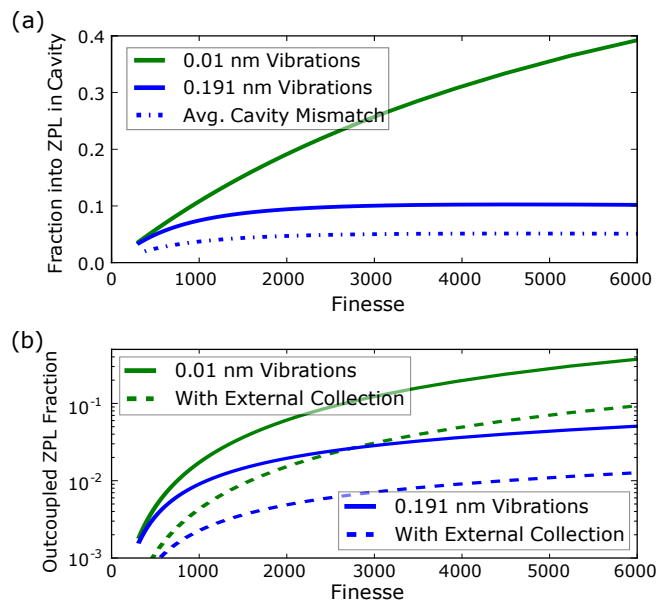 (a)
0.4
0.3
0.2
0.1
0.0
Fraction into ZPL in Cavity
0.01 nm Vibrations
0.191 nm Vibrations
Avg. Cavity Mismatch
0 1000 2000 3000 4000 5000 6000
Finesse
(b)
10⁻¹
10⁻²
10⁻³
Outcoupled ZPL Fraction
0.01 nm Vibrations
With External Collection
0.191 nm Vibrations
With External Collection
0 1000 2000 3000 4000 5000 6000
Finesse